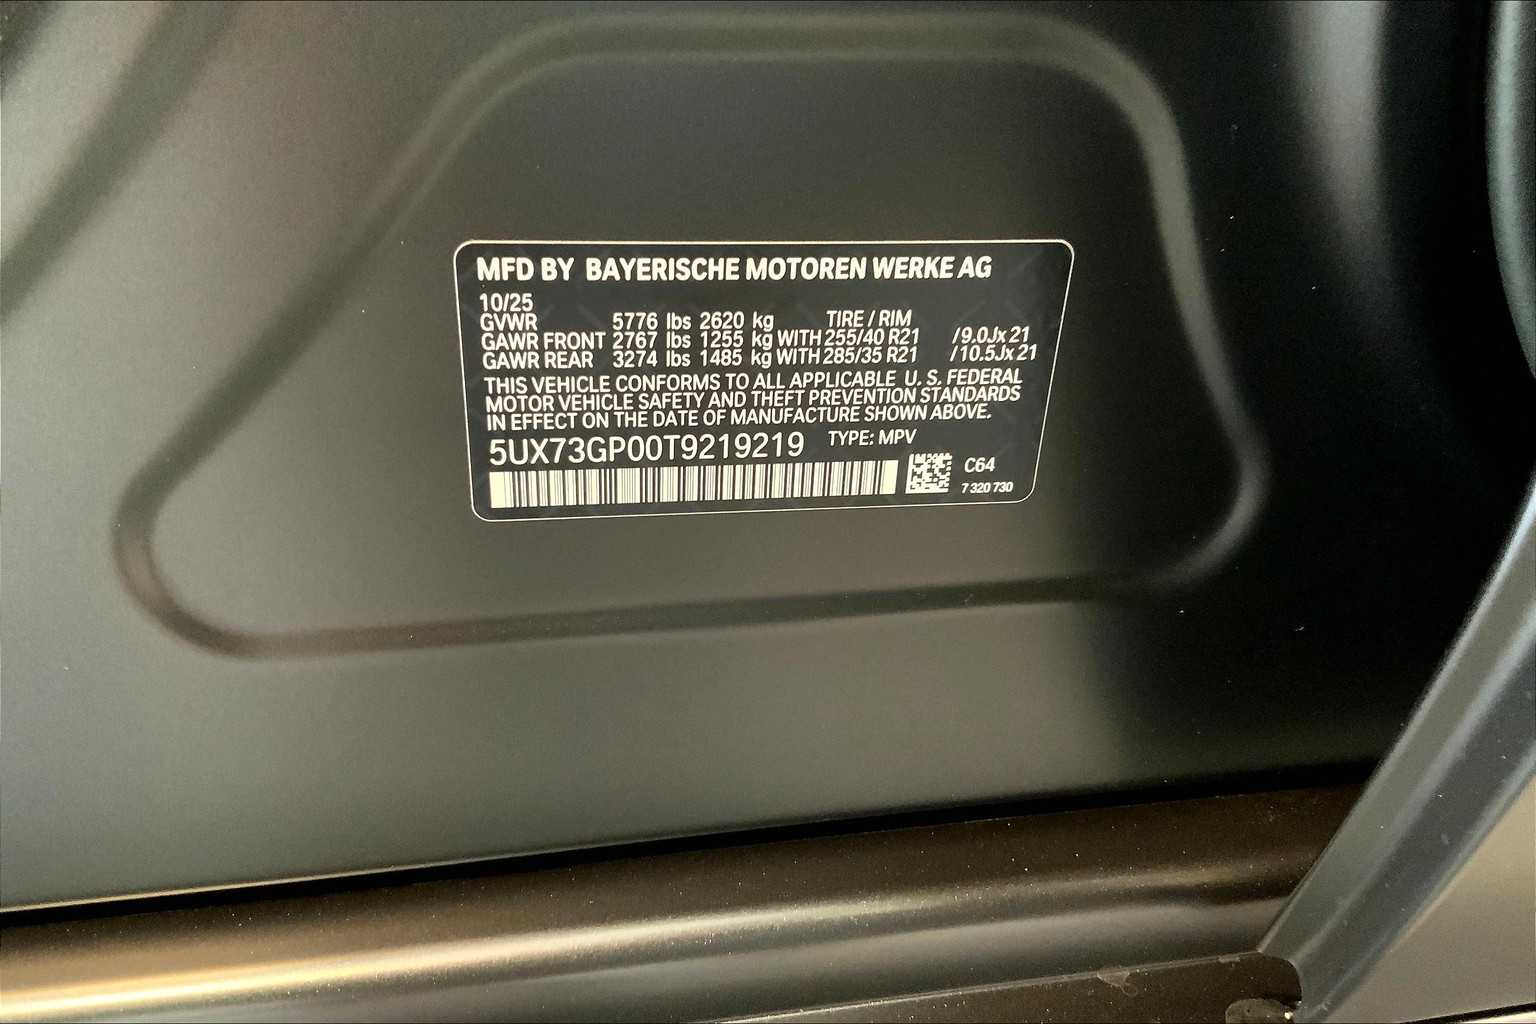 MFD BY BAYERISCHE MOTOREN WERKE AG
10/25
GVWR 5776 lbs 2620 kg TIRE / RIM
GAWR FRONT 2767 lbs 1255 kg WITH 255/40 R21 /9.0Jx21
GAWR REAR 3274 lbs 1485 kg WITH 285/35 R21 /10.5Jx21
THIS VEHICLE CONFORMS TO ALL APPLICABLE U. S. FEDERAL
MOTOR VEHICLE SAFETY AND THEFT PREVENTION STANDARDS
IN EFFECT ON THE DATE OF MANUFACTURE SHOWN ABOVE.
5UX73GP00T9219219 TYPE: MPV
C64
7 320 730